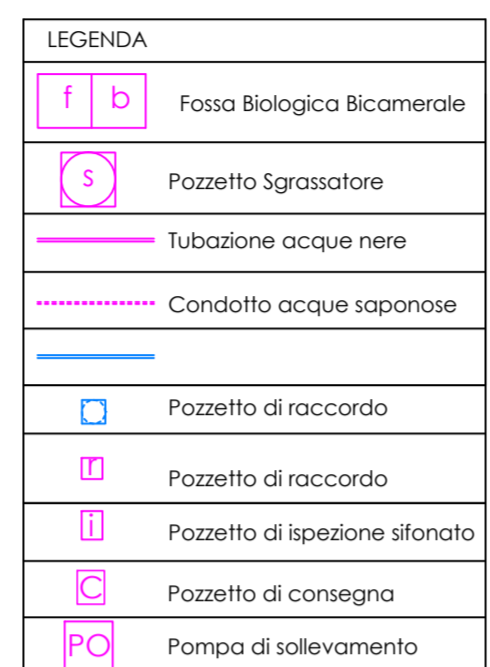 LEGENDA
f b Fossa Biologica Bicamerale
s Pozzetto Sgrassatore
Tubazione acque nere
Condotto acque saponose
Pozzetto di raccordo
r Pozzetto di raccordo
i Pozzetto di ispezione sifonato
C Pozzetto di consegna
PO Pompa di sollevamento